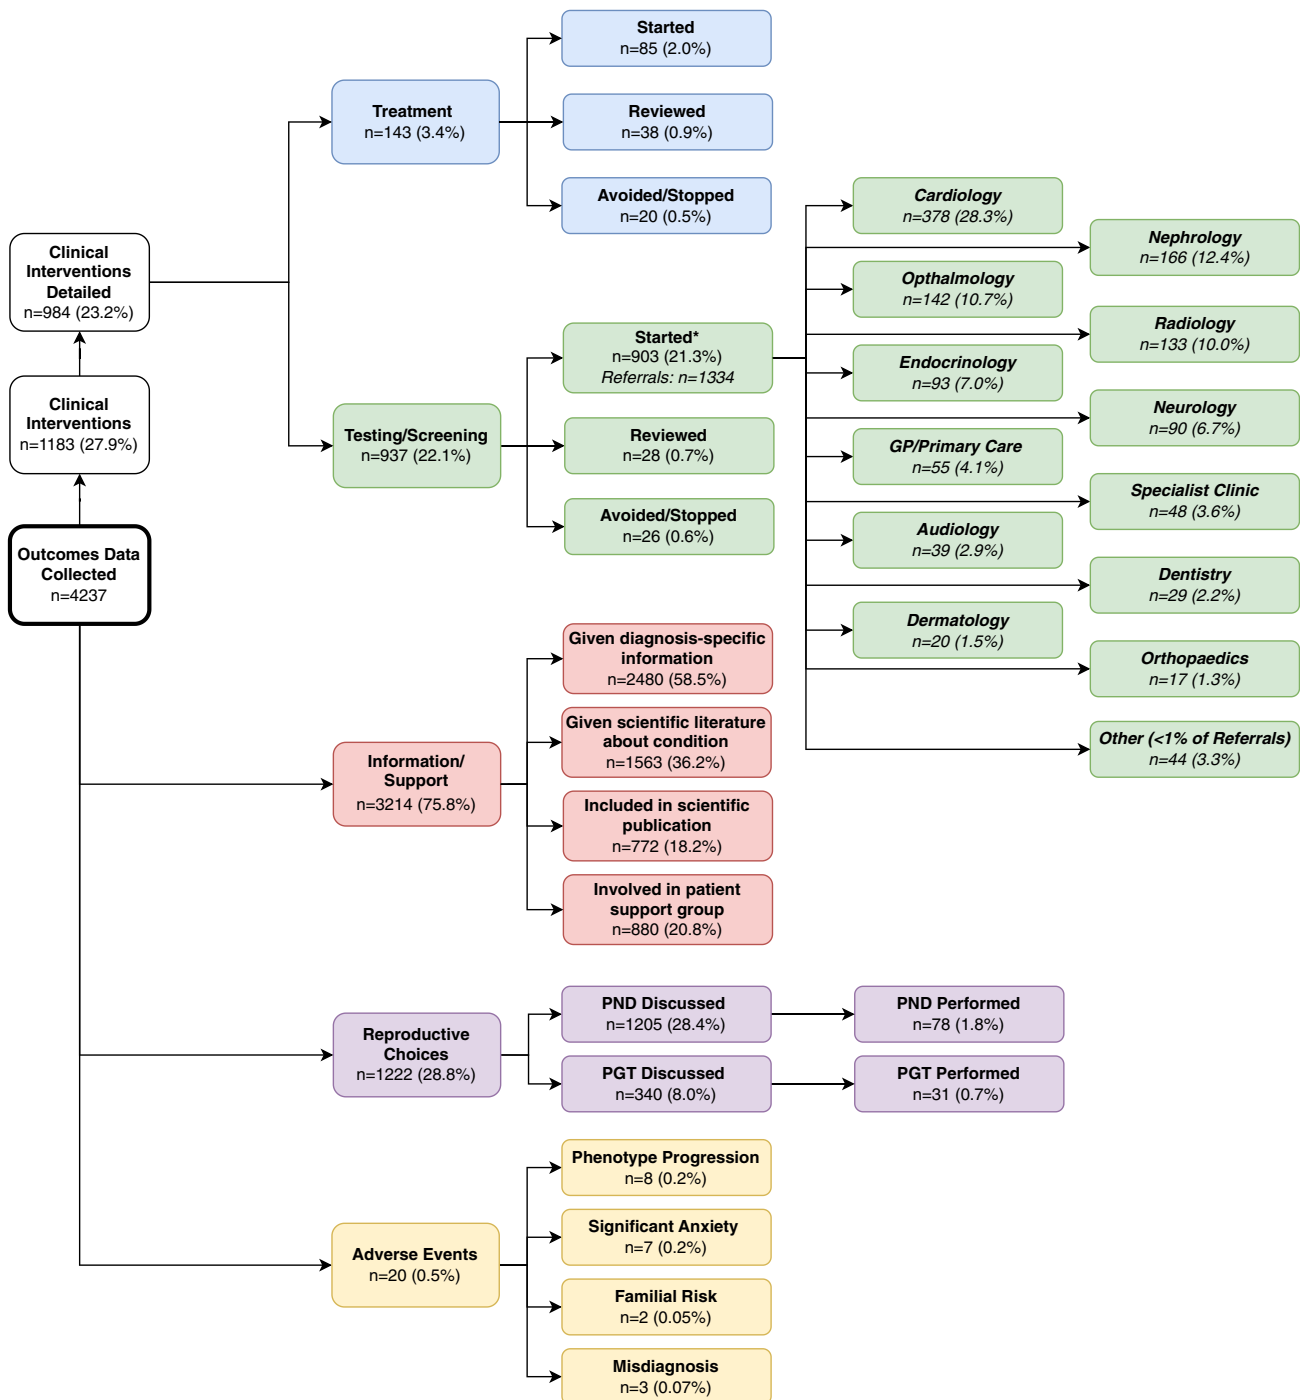 Started
n=85 (2.0%)
Treatment
n=143 (3.4%)
Reviewed
n=38 (0.9%)
Avoided/Stopped
n=20 (0.5%)
Clinical
Interventions
Detailed
n=984 (23.2%)
Clinical
Interventions
n=1183 (27.9%)
Outcomes Data
Collected
n=4237
Started*
n=903 (21.3%)
Referrals: n=1334
Testing/Screening
n=937 (22.1%)
Reviewed
n=28 (0.7%)
Avoided/Stopped
n=26 (0.6%)
Cardiology
n=378 (28.3%)
Nephrology
n=166 (12.4%)
Opthalmology
n=142 (10.7%)
Radiology
n=133 (10.0%)
Endocrinology
n=93 (7.0%)
Neurology
n=90 (6.7%)
GP/Primary Care
n=55 (4.1%)
Specialist Clinic
n=48 (3.6%)
Audiology
n=39 (2.9%)
Dentistry
n=29 (2.2%)
Dermatology
n=20 (1.5%)
Orthopaedics
n=17 (1.3%)
Other (<1% of Referrals)
n=44 (3.3%)
Given diagnosis-specific
information
n=2480 (58.5%)
Given scientific literature
about condition
n=1563 (36.2%)
Information/
Support
n=3214 (75.8%)
Included in scientific
publication
n=772 (18.2%)
Involved in patient
support group
n=880 (20.8%)
PND Discussed
n=1205 (28.4%)
PND Performed
n=78 (1.8%)
Reproductive
Choices
n=1222 (28.8%)
PGT Discussed
n=340 (8.0%)
PGT Performed
n=31 (0.7%)
Phenotype Progression
n=8 (0.2%)
Significant Anxiety
n=7 (0.2%)
Adverse Events
n=20 (0.5%)
Familial Risk
n=2 (0.05%)
Misdiagnosis
n=3 (0.07%)